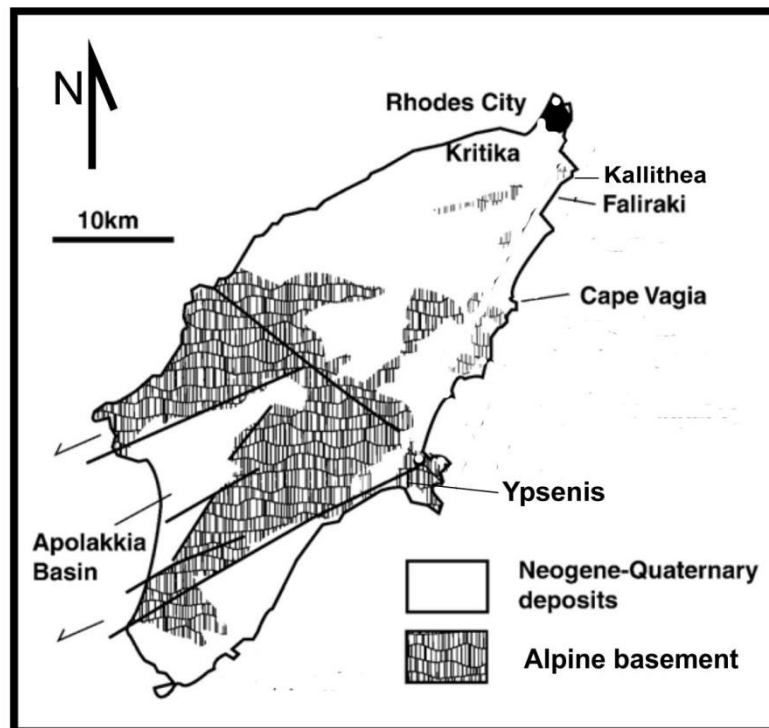 N
Rhodes City
Kritika
Kallithea
Faliraki
10km
Cape Vagia
Ypsenis
Apolakkia
Basin
Neogene-Quaternary
deposits
Alpine basement